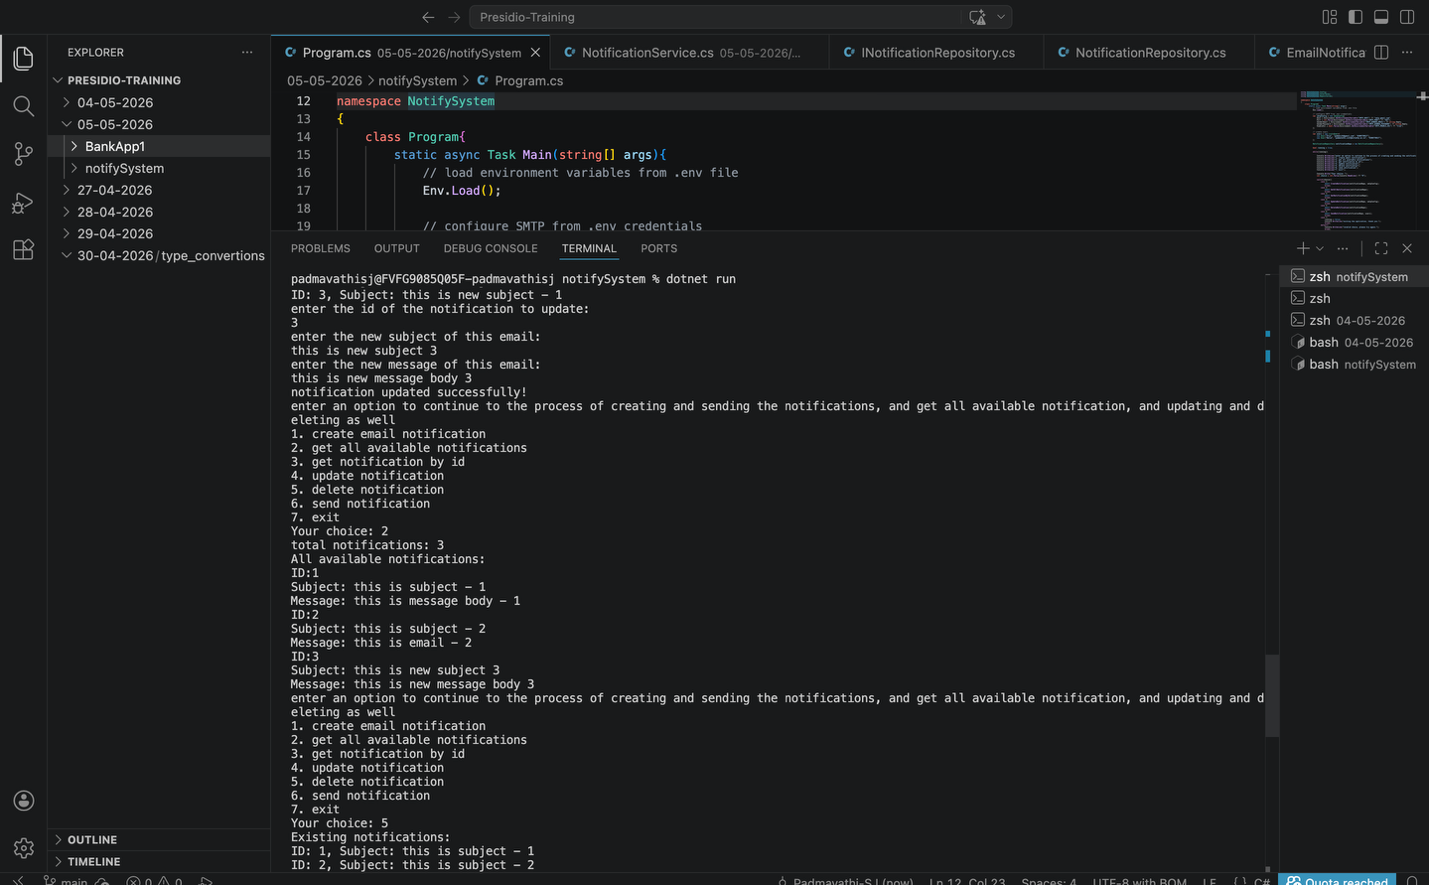 Presidio-Training
EXPLORER
PRESIDIO-TRAINING
04-05-2026
05-05-2026
BankApp1
notifySystem
27-04-2026
28-04-2026
29-04-2026
30-04-2026/type_convertions
OUTLINE
TIMELINE
Program.cs 05-05-2026/notifySystem
NotificationService.cs 05-05-2026/...
INotificationRepository.cs
NotificationRepository.cs
EmailNotifica
05-05-2026 > notifySystem > Program.cs
12 namespace NotifySystem
13 {
14 class Program{
15 static async Task Main(string[] args){
16 // load environment variables from .env file
17 Env.Load();
18
19 // configure SMTP from .env credentials
PROBLEMS OUTPUT DEBUG CONSOLE TERMINAL PORTS
padmavathisj@FVFG9085Q05F-padmavathisj notifySystem % dotnet run
ID: 3, Subject: this is new subject - 1
enter the id of the notification to update:
3
enter the new subject of this email:
this is new subject 3
enter the new message of this email:
this is new message body 3
notification updated successfully!
enter an option to continue to the process of creating and sending the notifications, and get all available notification, and updating and d
eleting as well
1. create email notification
2. get all available notifications
3. get notification by id
4. update notification
5. delete notification
6. send notification
7. exit
Your choice: 2
total notifications: 3
All available notifications:
ID:1
Subject: this is subject - 1
Message: this is message body - 1
ID:2
Subject: this is subject - 2
Message: this is email - 2
ID:3
Subject: this is new subject 3
Message: this is new message body 3
enter an option to continue to the process of creating and sending the notifications, and get all available notification, and updating and d
eleting as well
1. create email notification
2. get all available notifications
3. get notification by id
4. update notification
5. delete notification
6. send notification
7. exit
Your choice: 5
Existing notifications:
ID: 1, Subject: this is subject - 1
ID: 2, Subject: this is subject - 2
zsh notifySystem
zsh
zsh 04-05-2026
bash 04-05-2026
bash notifySystem
main 0 0 Padmavathi-S J (now) Ln 12, Col 23 Spaces: 4 UTF-8 with BOM LF { } C# Quota reached